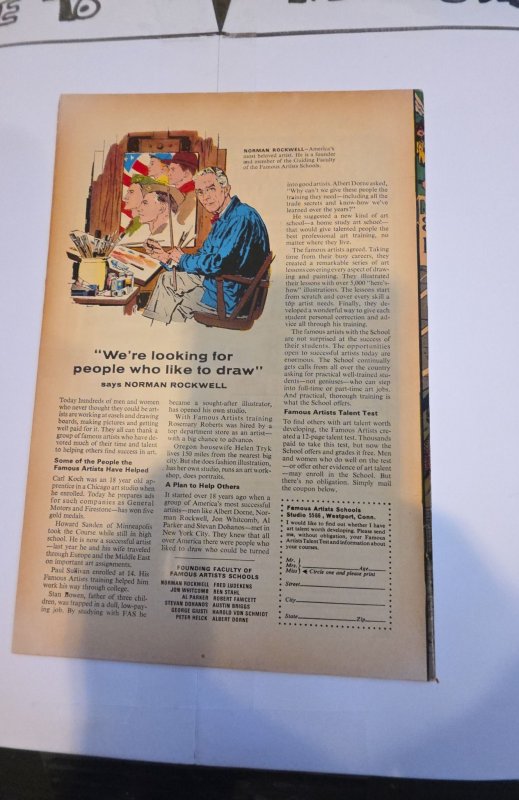 NORMAN ROCKWELL—America's
most beloved artist. He is a founder
and member of the Guiding Faculty
of the Famous Artists Schools.
"We're looking for
people who like to draw"
says NORMAN ROCKWELL
Today hundreds of men and women
who never thought they could be art-
ists are working at easels and drawing
boards, making pictures and getting
well paid for it. They all can thank a
group of famous artists who have de-
voted much of their time and talent
to helping others find success in art.
Some of the People the
Famous Artists Have Helped
Carl Koch was an 18 year old ap-
prentice in a Chicago art studio when
he enrolled. Today he prepares ads
for such companies as General
Motors and Firestone—has won five
gold medals.
Howard Sanden of Minneapolis
took the Course while still in high
school. He is now a successful artist
—last year he and his wife traveled
through Europe and the Middle East
on important art assignments.
Paul Sullivan enrolled at 14. His
Famous Artists training helped him
work his way through college.
Stan Bowen, father of three chil-
dren, was trapped in a dull, low-pay-
ing job. By studying with FAS he
became a sought-after illustrator,
has opened his own studio.
With Famous Artists training
Rosemary Roberts was hired by a
top department store as an artist—
with a big chance to advance.
Oregon housewife Helen Tryk
lives 150 miles from the nearest big
city. But she does fashion illustration,
has her own studio, runs an art work-
shop, does portraits.
A Plan to Help Others
It started over 18 years ago when a
group of America's most successful
artists—men like Albert Dorne, Nor-
man Rockwell, Jon Whitcomb, Al
Parker and Stevan Dohanos—met in
New York City. They knew that all
over America there were people who
liked to draw who could be turned
FOUNDING FACULTY OF
FAMOUS ARTISTS SCHOOLS
NORMAN ROCKWELL FRED LUDEKENS
JON WHITCOMB BEN STAHL
AL PARKER ROBERT FAWCETT
STEVAN DOHANOS AUSTIN BRIGGS
GEORGE GIUSTI HAROLD VON SCHMIDT
PETER HELCK ALBERT DORNE
into good artists. Albert Dorne asked,
"Why can't we give these people the
training they need—including all the
trade secrets and know-how we've
learned over the years?"
He suggested a new kind of art
school—a home study art school—
that would give talented people the
best professional art training, no
matter where they live.
The famous artists agreed. Taking
time from their busy careers, they
created a remarkable series of art
lessons covering every aspect of draw-
ing and painting. They illustrated
their lessons with over 5,000 "here's-
how" illustrations. The lessons start
from scratch and cover every skill a
top artist needs. Finally, they de-
veloped a wonderful way to give each
student personal correction and ad-
vice all through his training.
The famous artists with the School
are not surprised at the success of
their students. The opportunities
open to successful artists today are
enormous. The School continually
gets calls from all over the country
asking for practical well-trained stu-
dents—not geniuses—who can step
into full-time or part-time art jobs.
And practical, thorough training is
what the School offers.
Famous Artists Talent Test
To find others with art talent worth
developing, the Famous Artists cre-
ated a 12-page talent test. Thousands
paid to take this test, but now the
School offers and grades it free. Men
and women who do well on the test
—or offer other evidence of art talent
—may enroll in the School. But
there's no obligation. Simply mail
the coupon below.
Famous Artists Schools
Studio 5566, Westport, Conn.
I would like to find out whether I have
art talent worth developing. Please send
me, without obligation, your Famous
Artists Talent Test and information about
your courses.
Mr.
Mrs. Age
Miss Circle one and please print
Street
City
State Zip